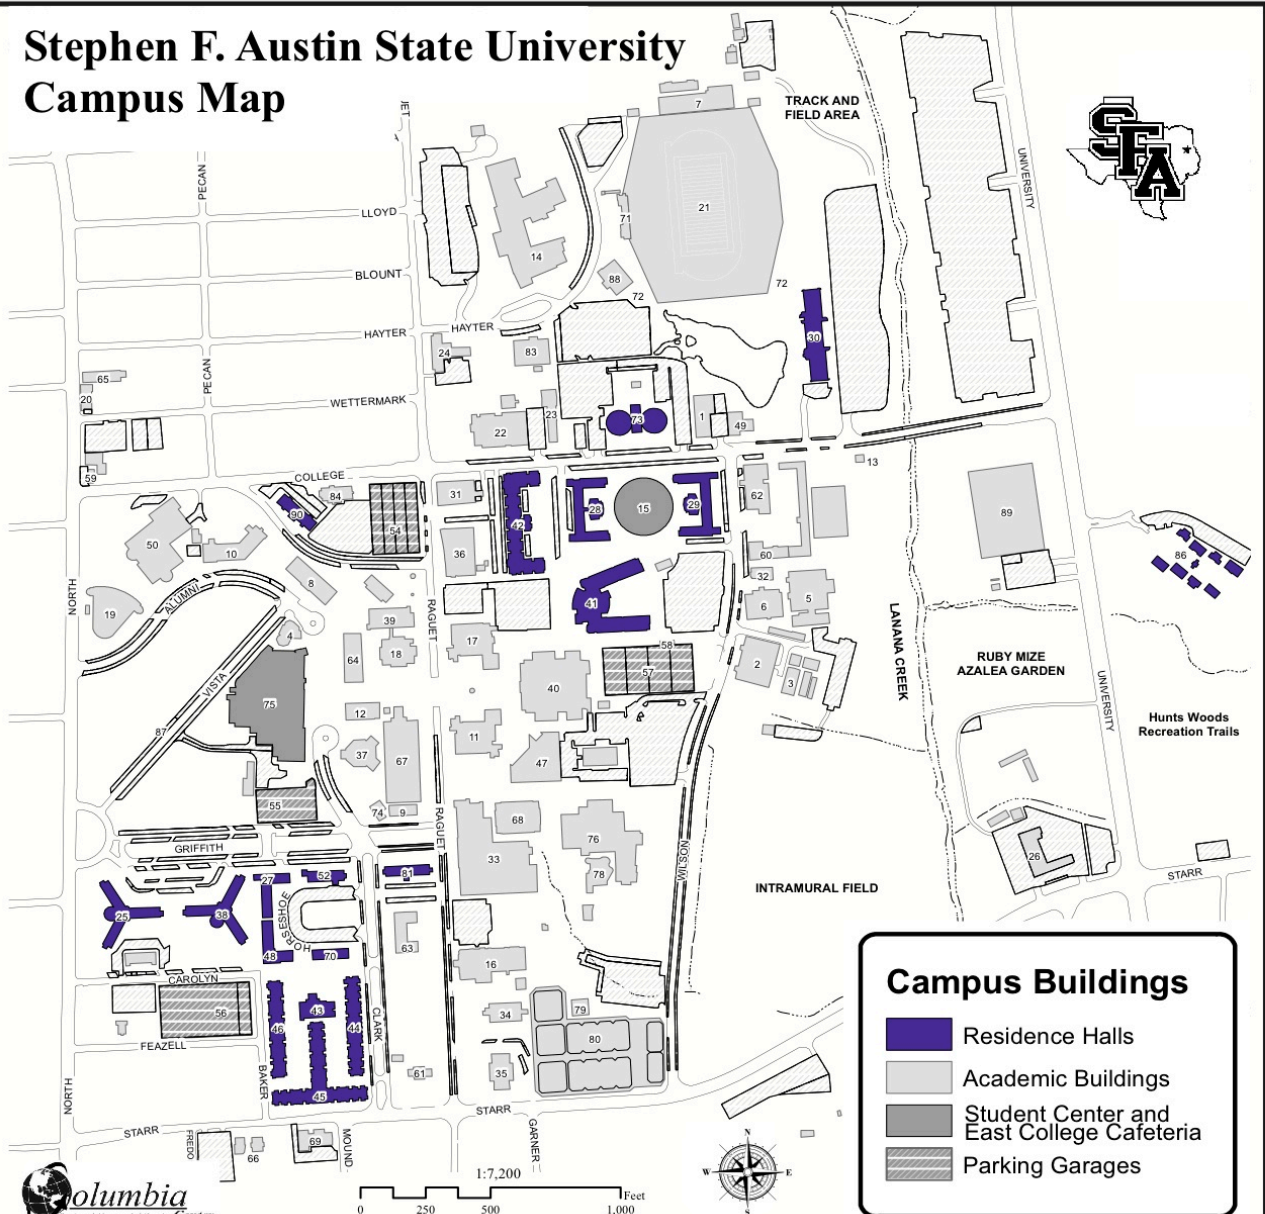 Stephen F. Austin State University
Campus Map
TRACK AND
FIELD AREA
SFA
7
PECAN
UNIVERSITY
LLOYD
71
21
14
BLOUNT
88
72
72
HAYTER
HAYTER
30
24
83
65
PECAN
20
WETTERMARK
23
73
1
22
49
13
59
COLLEGE
84
31
62
90
28
15
29
89
42
54
50
10
36
60
86
8
32
NORTH
ALUMNI
19
41
6
5
39
RAGUET
4
17
58
LANANA CREEK
64
18
2
57
3
RUBY MIZE
AZALEA GARDEN
VISTA
40
UNIVERSITY
75
12
Hunts Woods
Recreation Trails
87
11
37
67
47
55
74
9
RAGUET
68
76
GRIFFITH
33
WILSON
26
81
78
STARR
27
52
INTRAMURAL FIELD
25
38
HORSESHOE
63
48
70
16
CAROLYN
56
43
34
79
46
44
CLARK
80
FEAZELL
61
35
NORTH
BAKER
45
STARR
STARR
FREDO
66
69
MOUND
GARNER
Campus Buildings
Residence Halls
Academic Buildings
Student Center and
East College Cafeteria
Parking Garages
1:7,200
Feet
0 250 500 1,000
N
W E
S
olumbia